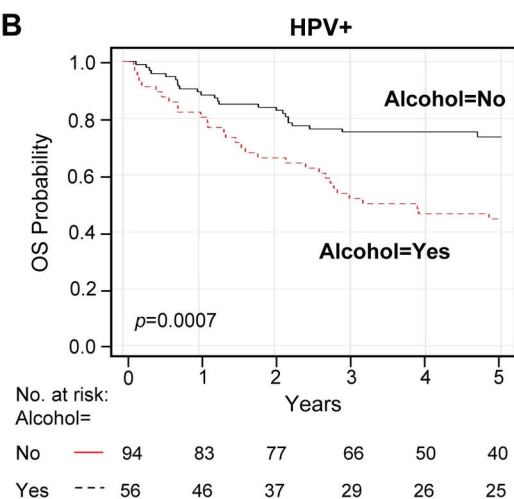 B
HPV+
1.0
0.8
0.6
0.4
0.2
0.0
OS Probability
Alcohol=No
Alcohol=Yes
p=0.0007
0 1 2 3 4 5
Years
No. at risk:
Alcohol=
No 94 83 77 66 50 40
Yes 56 46 37 29 26 25